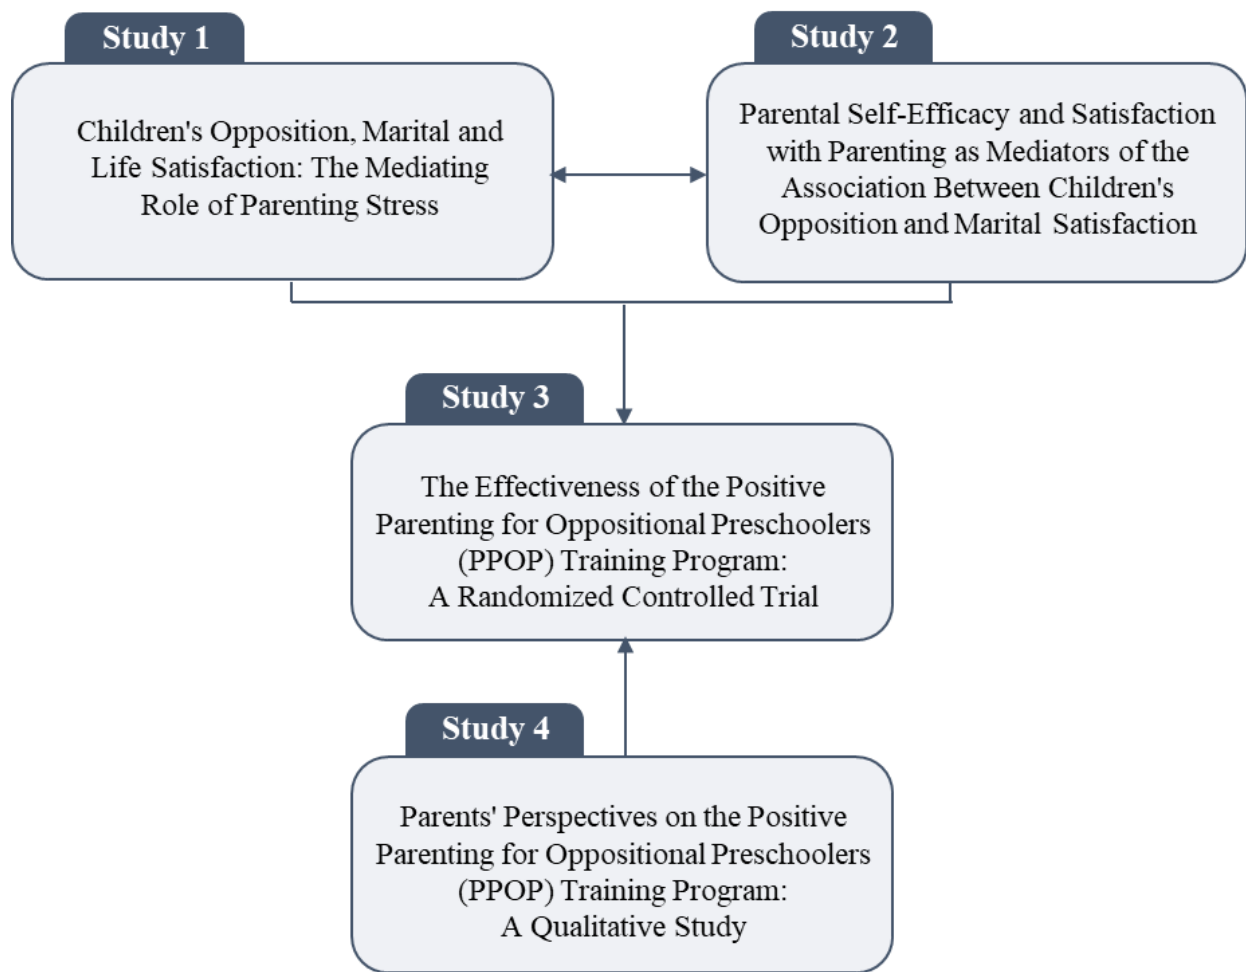 Study 1
Children's Opposition, Marital and
Life Satisfaction: The Mediating
Role of Parenting Stress
Study 2
Parental Self-Efficacy and Satisfaction
with Parenting as Mediators of the
Association Between Children's
Opposition and Marital Satisfaction
Study 3
The Effectiveness of the Positive
Parenting for Oppositional Preschoolers
(PPOP) Training Program:
A Randomized Controlled Trial
Study 4
Parents' Perspectives on the Positive
Parenting for Oppositional Preschoolers
(PPOP) Training Program:
A Qualitative Study